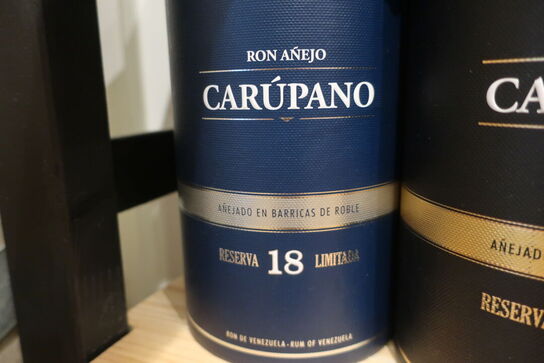 RON AÑEJO
CARÚPANO
AÑEJADO EN BARRICAS DE ROBLE
RESERVA 18 LIMITADA
RON DE VENEZUELA - RUM OF VENEZUELA
CA
AÑEJAD
RESERVA